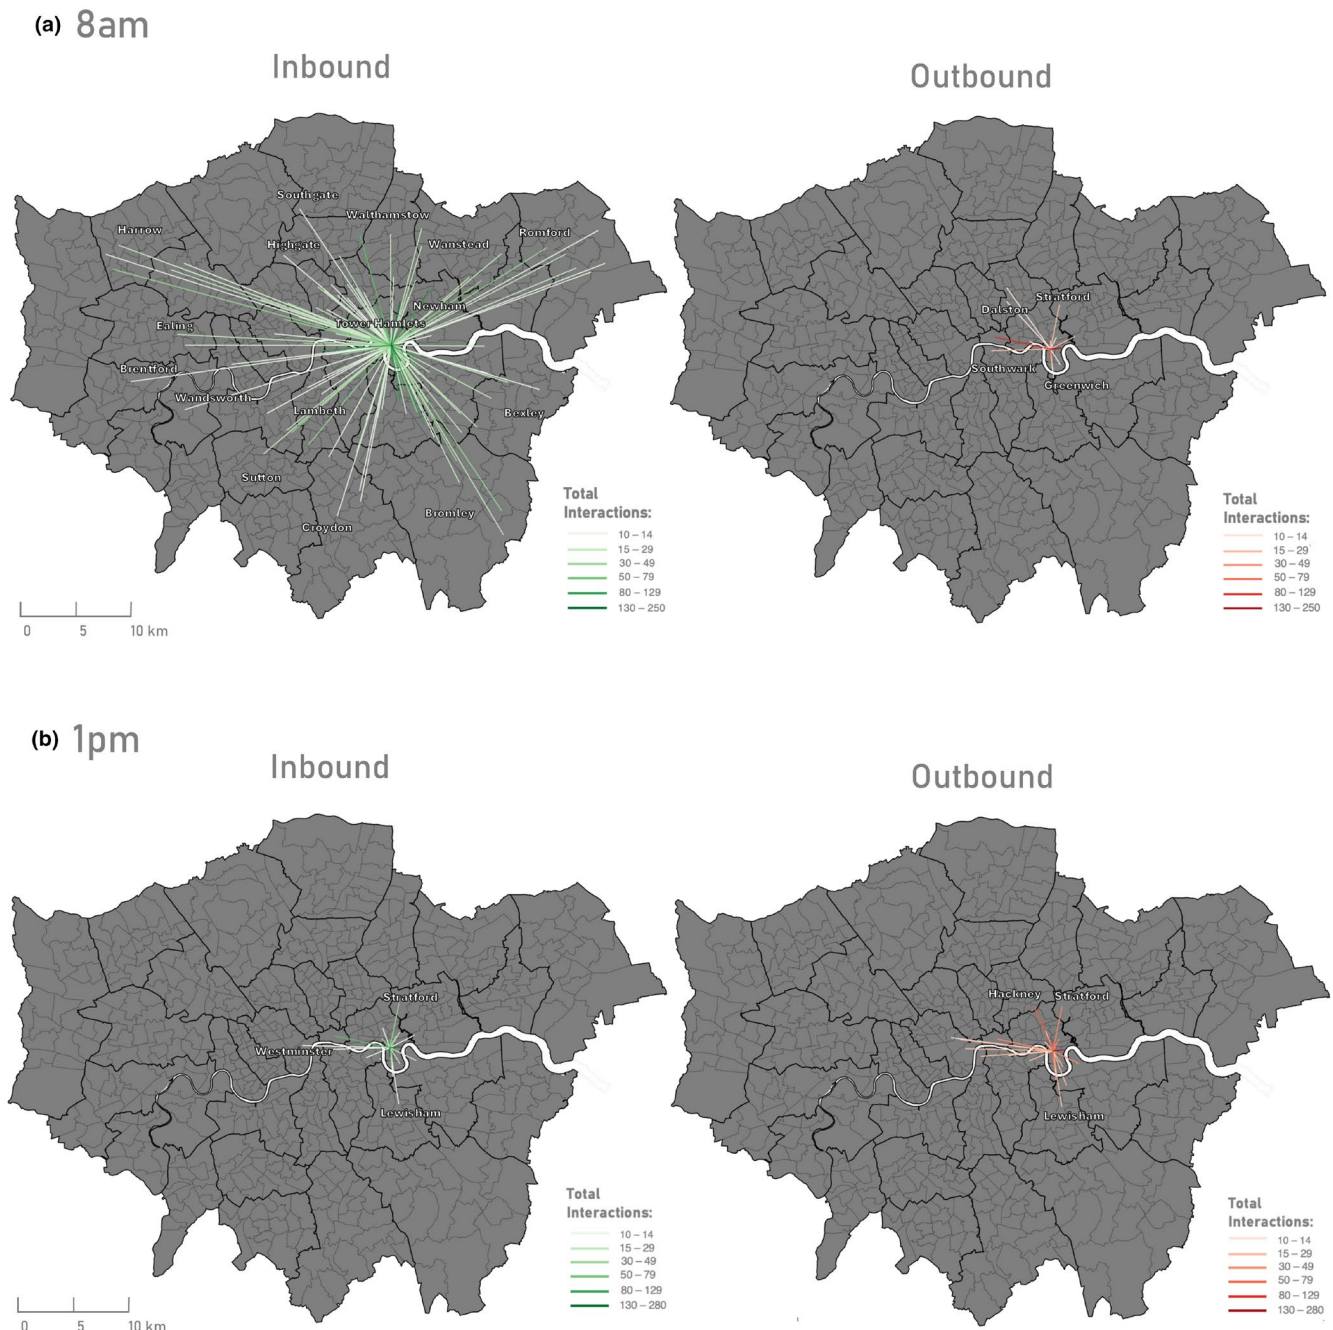 (a) 8am
Inbound
Outbound
Southgate
Walthamstow
Harrow
Highgate
Wanstead
Romford
Newham
Tower Hamlets
Ealing
Brentford
Wandsworth
Lambeth
Bexley
Sutton
Bromley
Croydon
Total
Interactions:
10 – 14
15 – 29
30 – 49
50 – 79
80 – 129
130 – 250
0 5 10 km
Dalston
Stratford
Southwark
Greenwich
Total
Interactions:
10 – 14
15 – 29
30 – 49
50 – 79
80 – 129
130 – 250
(b) 1pm
Inbound
Outbound
Stratford
Westminster
Lewisham
Total
Interactions:
10 – 14
15 – 29
30 – 49
50 – 79
80 – 129
130 – 280
0 5 10 km
Hackney
Stratford
Lewisham
Total
Interactions:
10 – 14
15 – 29
30 – 49
50 – 79
80 – 129
130 – 280